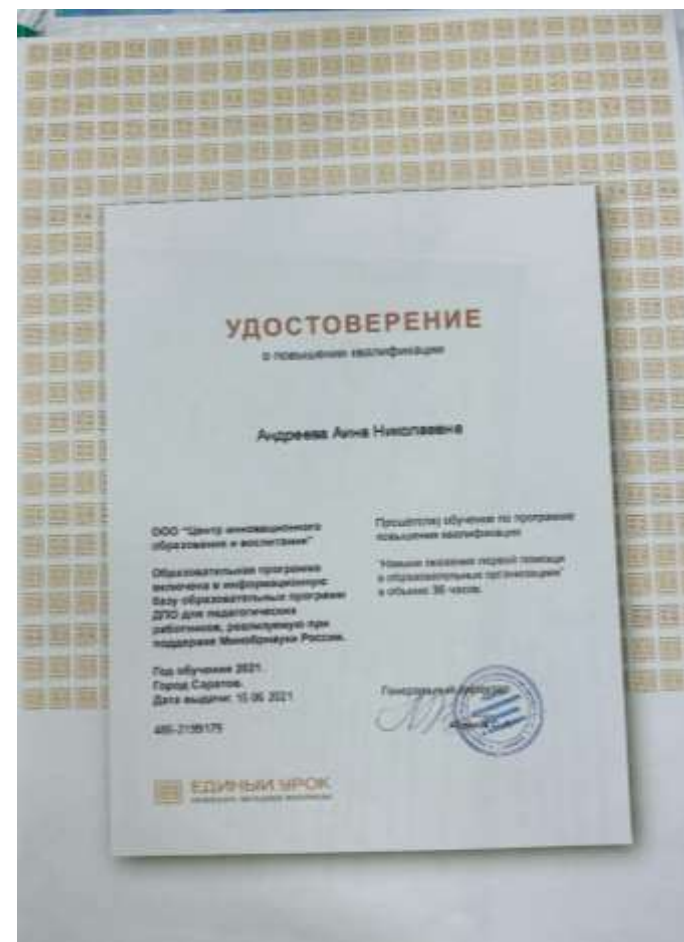 УДОСТОВЕРЕНИЕ
о повышении квалификации
Андреева Анна Николаевна
ООО "Центр инновационного
образования и воспитания"
Образовательная программа
включена в информационную
базу образовательных программ
ДПО для педагогических
работников, реализуемую при
поддержке Минобрнауки России.
Год обучения 2021.
Город Саратов.
Дата выдачи: 10.06.2021
Прошел(ла) обучение по программе
повышения квалификации
"Навыки оказания первой помощи
в образовательных организациях"
в объеме 36 часов.
Генеральный директор
ЕДИНЫЙ УРОК